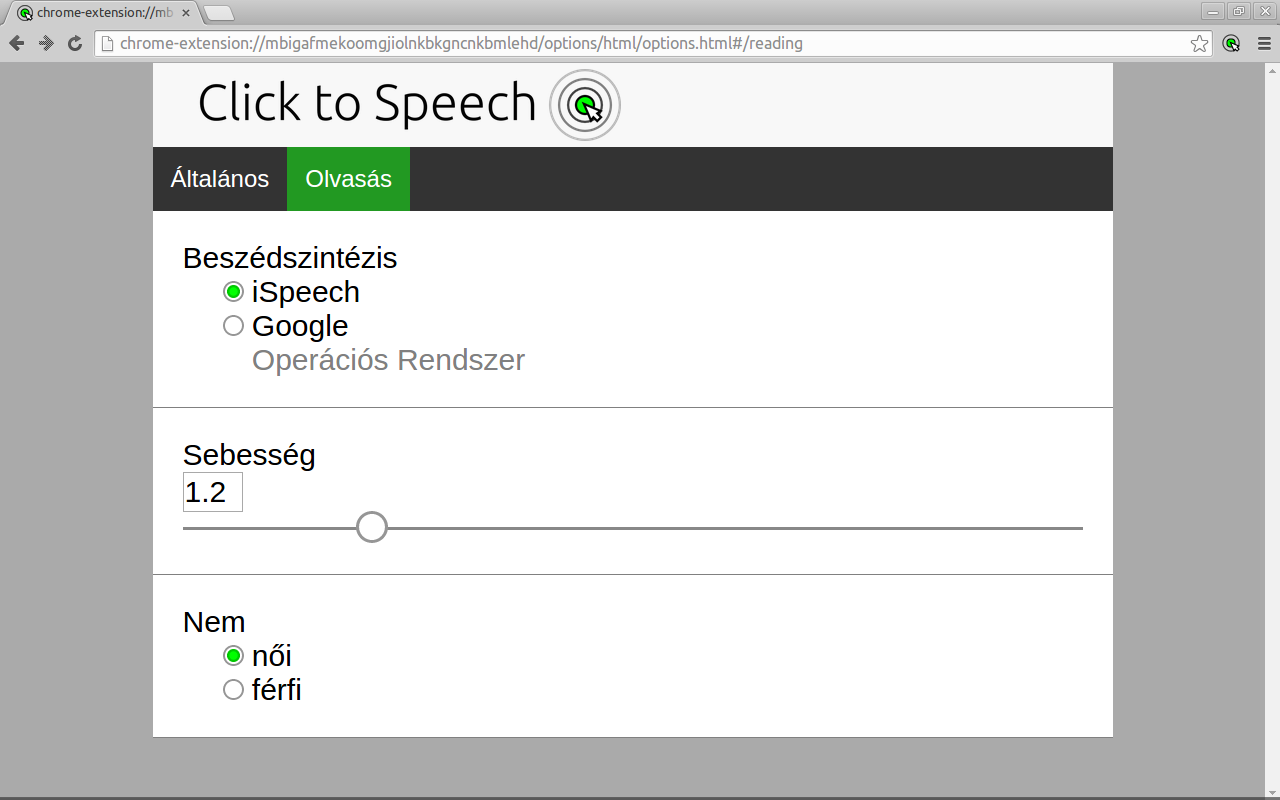 chrome-extension://mb
chrome-extension://mbigafmekoomgjiolnkbkgncnkbmlehd/options/html/options.html#/reading
Click to Speech
Általános Olvasás
Beszédszintézis
iSpeech
Google
Operációs Rendszer
Sebesség
1.2
Nem
női
férfi